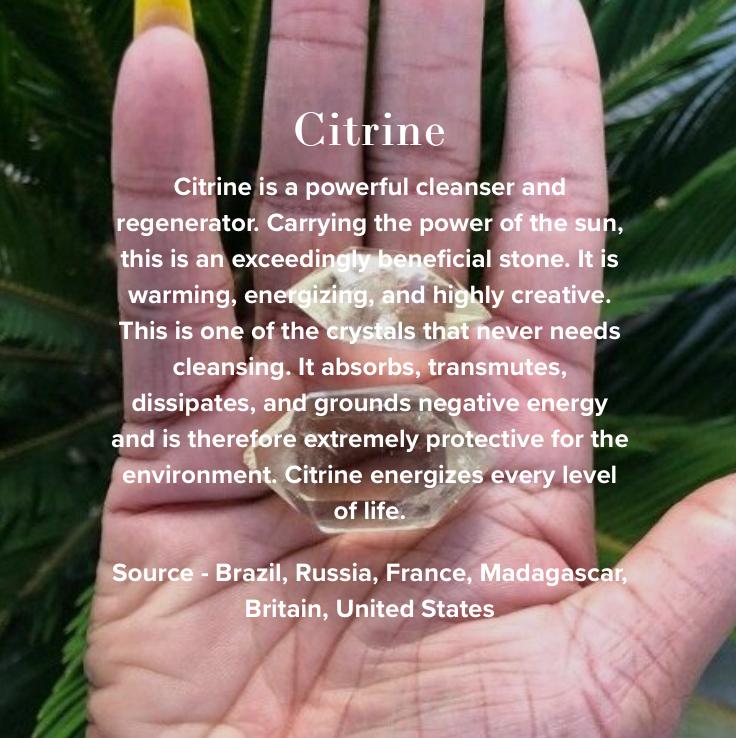 Citrine
Citrine is a powerful cleanser and
regenerator. Carrying the power of the sun,
this is an exceedingly beneficial stone. It is
warming, energizing, and highly creative.
This is one of the crystals that never needs
cleansing. It absorbs, transmutes,
dissipates, and grounds negative energy
and is therefore extremely protective for the
environment. Citrine energizes every level
of life.
Source - Brazil, Russia, France, Madagascar,
Britain, United States